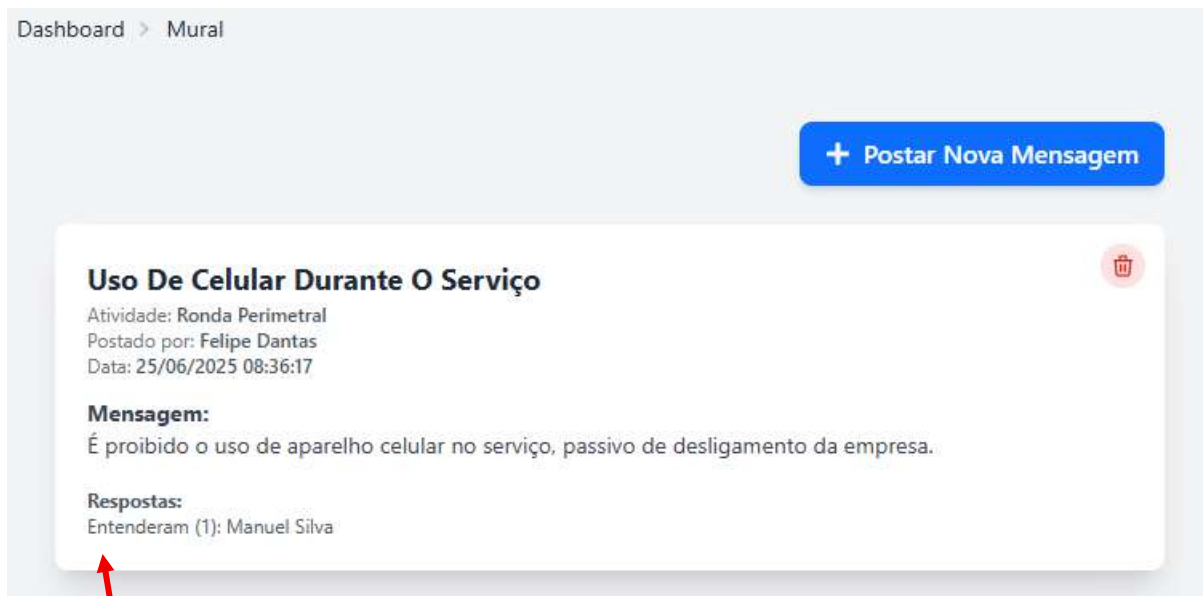 Dashboard > Mural
+ Postar Nova Mensagem
Uso De Celular Durante O Serviço
Atividade: Ronda Perimetral
Postado por: Felipe Dantas
Data: 25/06/2025 08:36:17
Mensagem:
É proibido o uso de aparelho celular no serviço, passivo de desligamento da empresa.
Respostas:
Entenderam (1): Manuel Silva